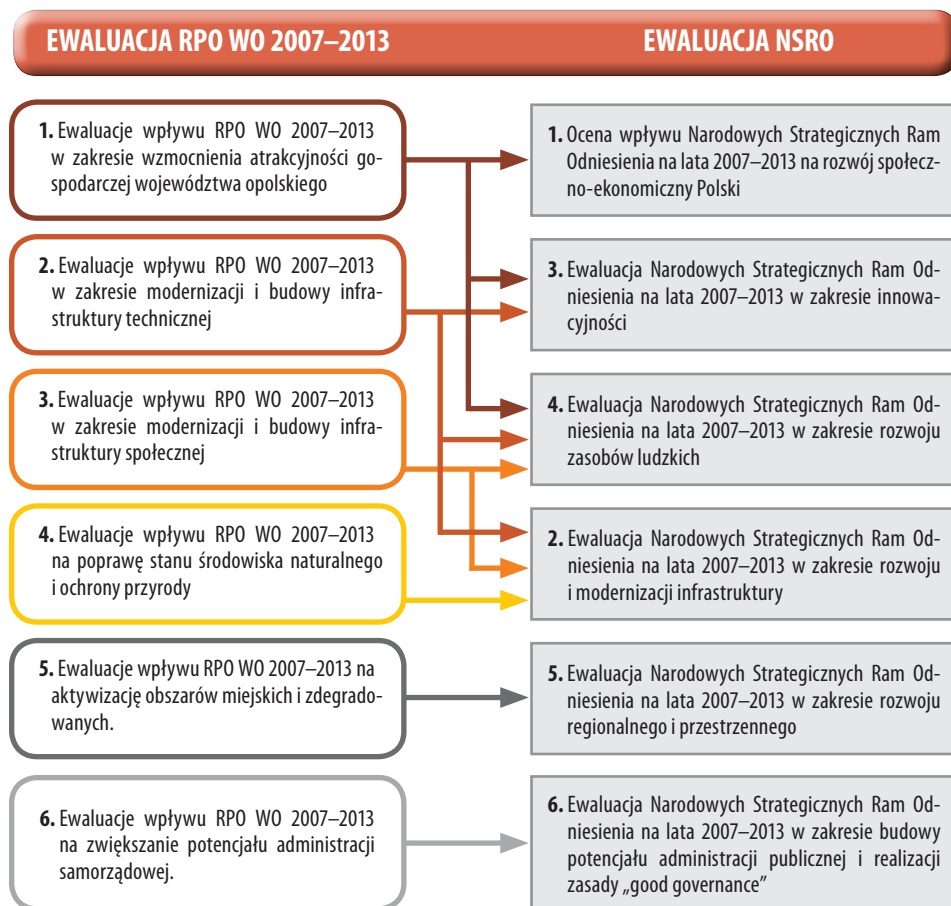 EWALUACJA RPO WO 2007–2013
EWALUACJA NSRO
1. Ewaluacje wpływu RPO WO 2007–2013
w zakresie wzmocnienia atrakcyjności go-
spodarczej województwa opolskiego
1. Ocena wpływu Narodowych Strategicznych Ram
Odniesienia na lata 2007–2013 na rozwój społecz-
no-ekonomiczny Polski
2. Ewaluacje wpływu RPO WO 2007–2013
w zakresie modernizacji i budowy infra-
struktury technicznej
3. Ewaluacja Narodowych Strategicznych Ram Od-
niesienia na lata 2007–2013 w zakresie innowa-
cyjności
3. Ewaluacje wpływu RPO WO 2007–2013
w zakresie modernizacji i budowy infra-
struktury społecznej
4. Ewaluacja Narodowych Strategicznych Ram Od-
niesienia na lata 2007–2013 w zakresie rozwoju
zasobów ludzkich
4. Ewaluacje wpływu RPO WO 2007–2013
na poprawę stanu środowiska naturalnego
i ochrony przyrody
2. Ewaluacja Narodowych Strategicznych Ram Od-
niesienia na lata 2007–2013 w zakresie rozwoju
i modernizacji infrastruktury
5. Ewaluacje wpływu RPO WO 2007–2013 na
aktywizację obszarów miejskich i zdegrado-
wanych.
5. Ewaluacja Narodowych Strategicznych Ram Od-
niesienia na lata 2007–2013 w zakresie rozwoju
regionalnego i przestrzennego
6. Ewaluacje wpływu RPO WO 2007–2013
na zwiększanie potencjału administracji
samorządowej.
6. Ewaluacja Narodowych Strategicznych Ram Od-
niesienia na lata 2007–2013 w zakresie budowy
potencjału administracji publicznej i realizacji
zasady „good governance”